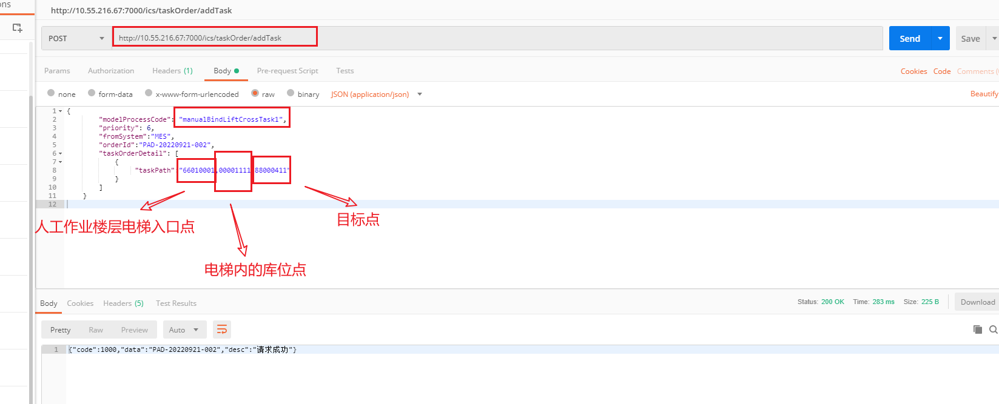 ons
http://10.55.216.67:7000/ics/taskOrder/addTask
POST http://10.55.216.67:7000/ics/taskOrder/addTask Send Save
Params Authorization Headers (1) Body Pre-request Script Tests Cookies Code Comments (
none form-data x-www-form-urlencoded raw binary JSON (application/json) Beautify
1 {
2 "modelProcessCode": "manualBindLiftCrossTask1",
3 "priority": 6,
4 "fromSystem":"MES",
5 "orderId":"PAD-20220921-002",
6 "taskOrderDetail": [
7 {
8 "taskPath":"66010001,00001111,88000411"
9 }
10 ]
11 }
12
目标点
人工作业楼层电梯入口点
电梯内的库位点
Body Cookies Headers (5) Test Results Status: 200 OK Time: 283 ms Size: 225 B Download
Pretty Raw Preview Auto
1 {"code":1000,"data":"PAD-20220921-002","desc":"请求成功"}